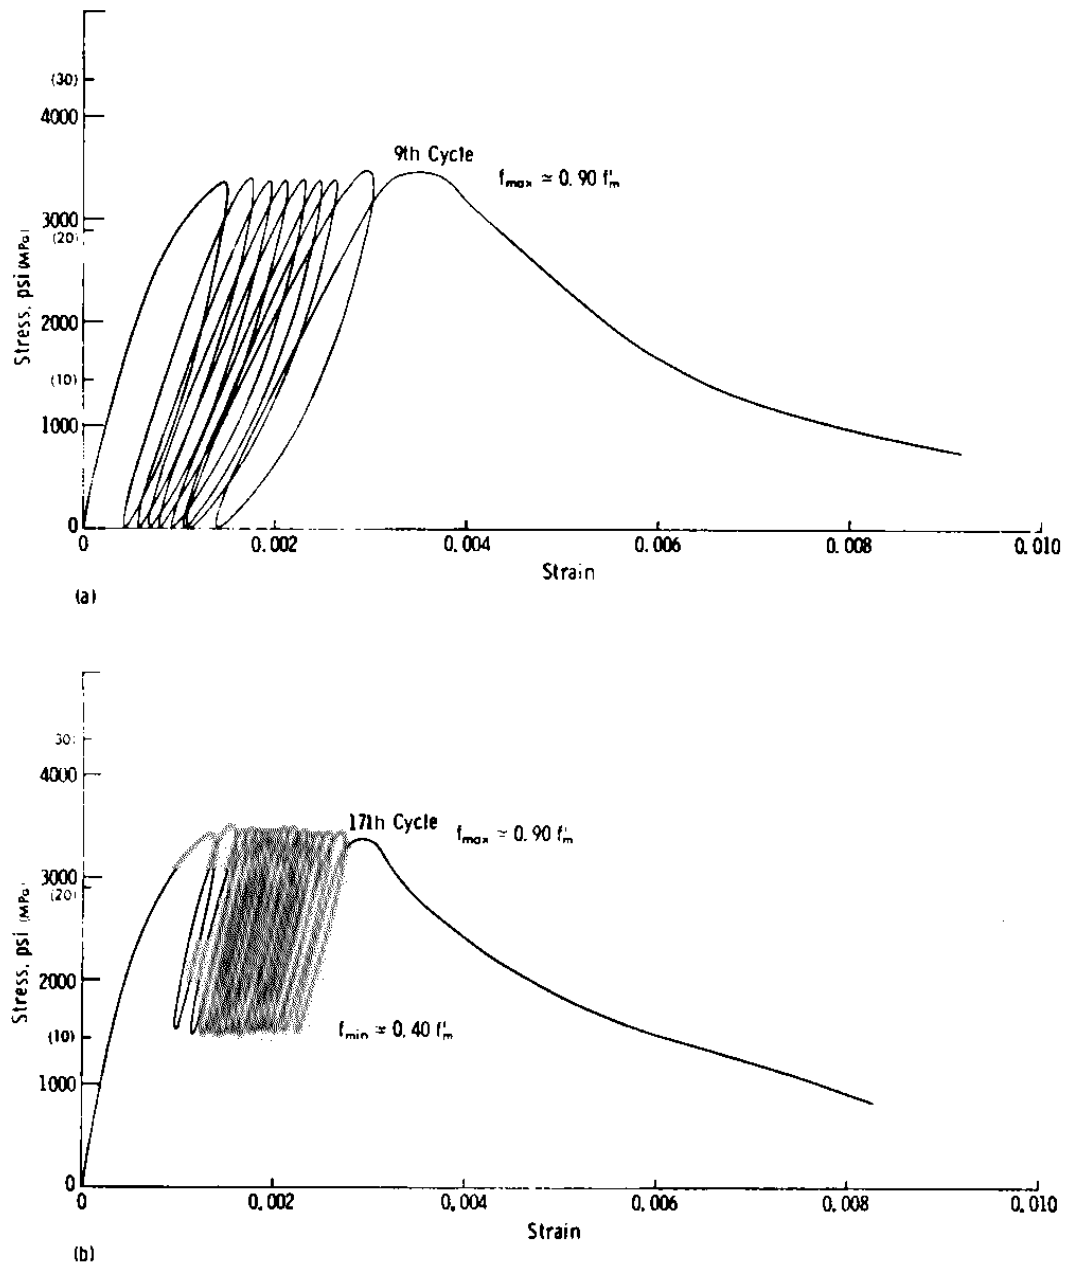 (30)
4000
9th Cycle
fmax ≃ 0.90 f'm
3000
(20)
Stress, psi (MPa)
2000
(10)
1000
0
0 0.002 0.004 0.006 0.008 0.010
Strain
(a)
30)
4000
17th Cycle
fmax ≃ 0.90 f'm
3000
(20)
Stress, psi (MPa)
2000
fmin ≃ 0.40 f'm
(10)
1000
0
0 0.002 0.004 0.006 0.008 0.010
Strain
(b)